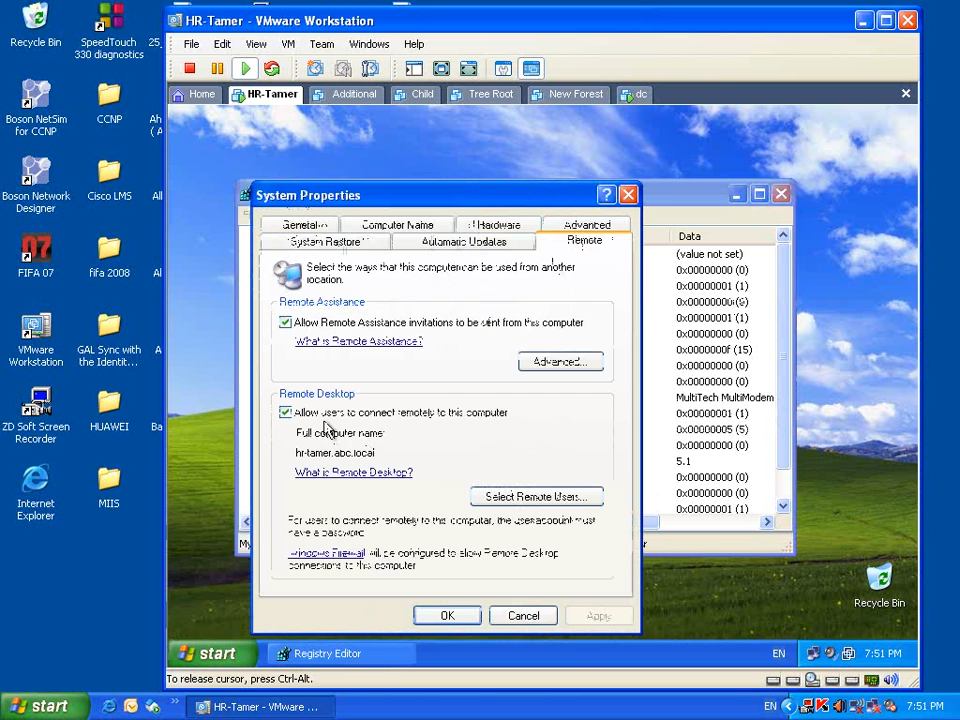 HR-Tamer - VMware Workstation
File Edit View VM Team Windows Help
Home HR-Tamer Additional Child Tree Root New Forest dc
Recycle Bin
SpeedTouch
330 diagnostics
25_
Boson NetSim
for CCNP
CCNP
Ah
( A
Boson Network
Designer
Cisco LMS
All
FIFA 07
fifa 2008
Al
VMware
Workstation
GAL Sync with
the Identit...
A
ZD Soft Screen
Recorder
HUAWEI
Ba
Internet
Explorer
MIIS
System Properties
General Computer Name Hardware Advanced
System Restore Automatic Updates Remote
Select the ways that this computer can be used from another
location.
Remote Assistance
Allow Remote Assistance invitations to be sent from this computer
What is Remote Assistance?
Advanced...
Remote Desktop
Allow users to connect remotely to this computer
Full computer name:
hr-tamer.abc.local
What is Remote Desktop?
Select Remote Users...
For users to connect remotely to this computer, the user account must
have a password.
Windows Firewall will be configured to allow Remote Desktop
connections to this computer
OK Cancel Apply
Data
(value not set)
0x00000000 (0)
0x00000001 (1)
0x00000001 (1)
0x00000000 (0)
0x0000000f (15)
0x00000000 (0)
0x00000000 (0)
0x00000000 (0)
MultiTech MultiModem
0x00000001 (1)
0x00000005 (5)
0x00000000 (0)
5.1
0x00000000 (0)
0x00000000 (0)
0x00000001 (1)
My
Recycle Bin
start Registry Editor EN 7:51 PM
To release cursor, press Ctrl-Alt.
start HR-Tamer - VMware ... EN 7:51 PM